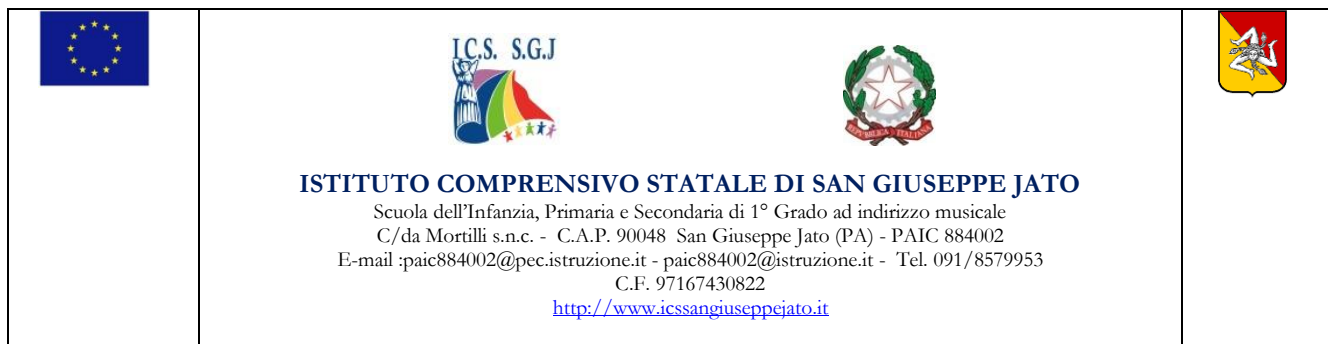 I.C.S. S.G.J
REPVBBLICA ITALIANA
ISTITUTO COMPRENSIVO STATALE DI SAN GIUSEPPE JATO
Scuola dell'Infanzia, Primaria e Secondaria di 1° Grado ad indirizzo musicale
C/da Mortilli s.n.c. - C.A.P. 90048 San Giuseppe Jato (PA) - PAIC 884002
E-mail :paic884002@pec.istruzione.it - paic884002@istruzione.it - Tel. 091/8579953
C.F. 97167430822
http://www.icssangiuseppejato.it